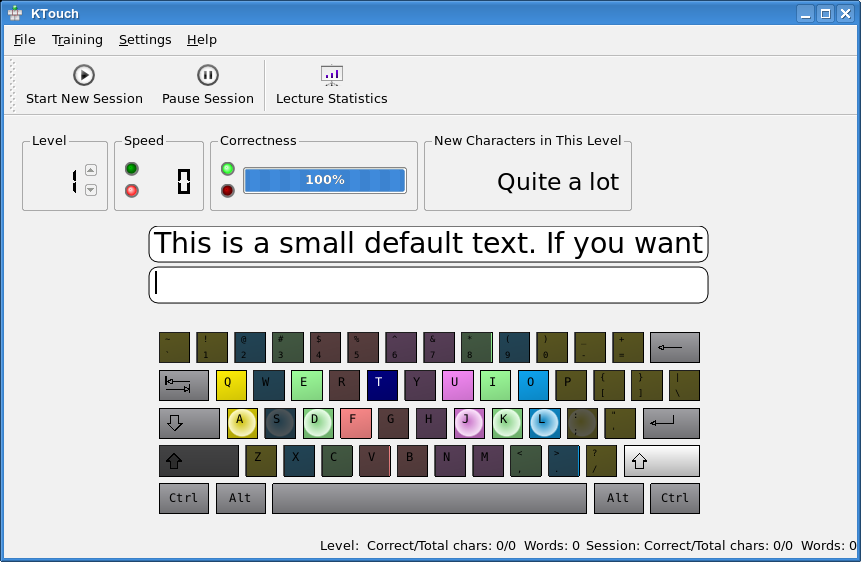 KTouch
File Training Settings Help
Start New Session Pause Session Lecture Statistics
Level Speed Correctness New Characters in This Level
1 0 100% Quite a lot
This is a small default text. If you want
~ ! @ # $ % ^ & * ( ) _ +
` 1 2 3 4 5 6 7 8 9 0 - =
Q W E R T Y U I O P { } |
[ ] \
A S D F G H J K L : "
; '
Z X C V B N M < > ?
, . /
Ctrl Alt Alt Ctrl
Level: Correct/Total chars: 0/0 Words: 0 Session: Correct/Total chars: 0/0 Words: 0